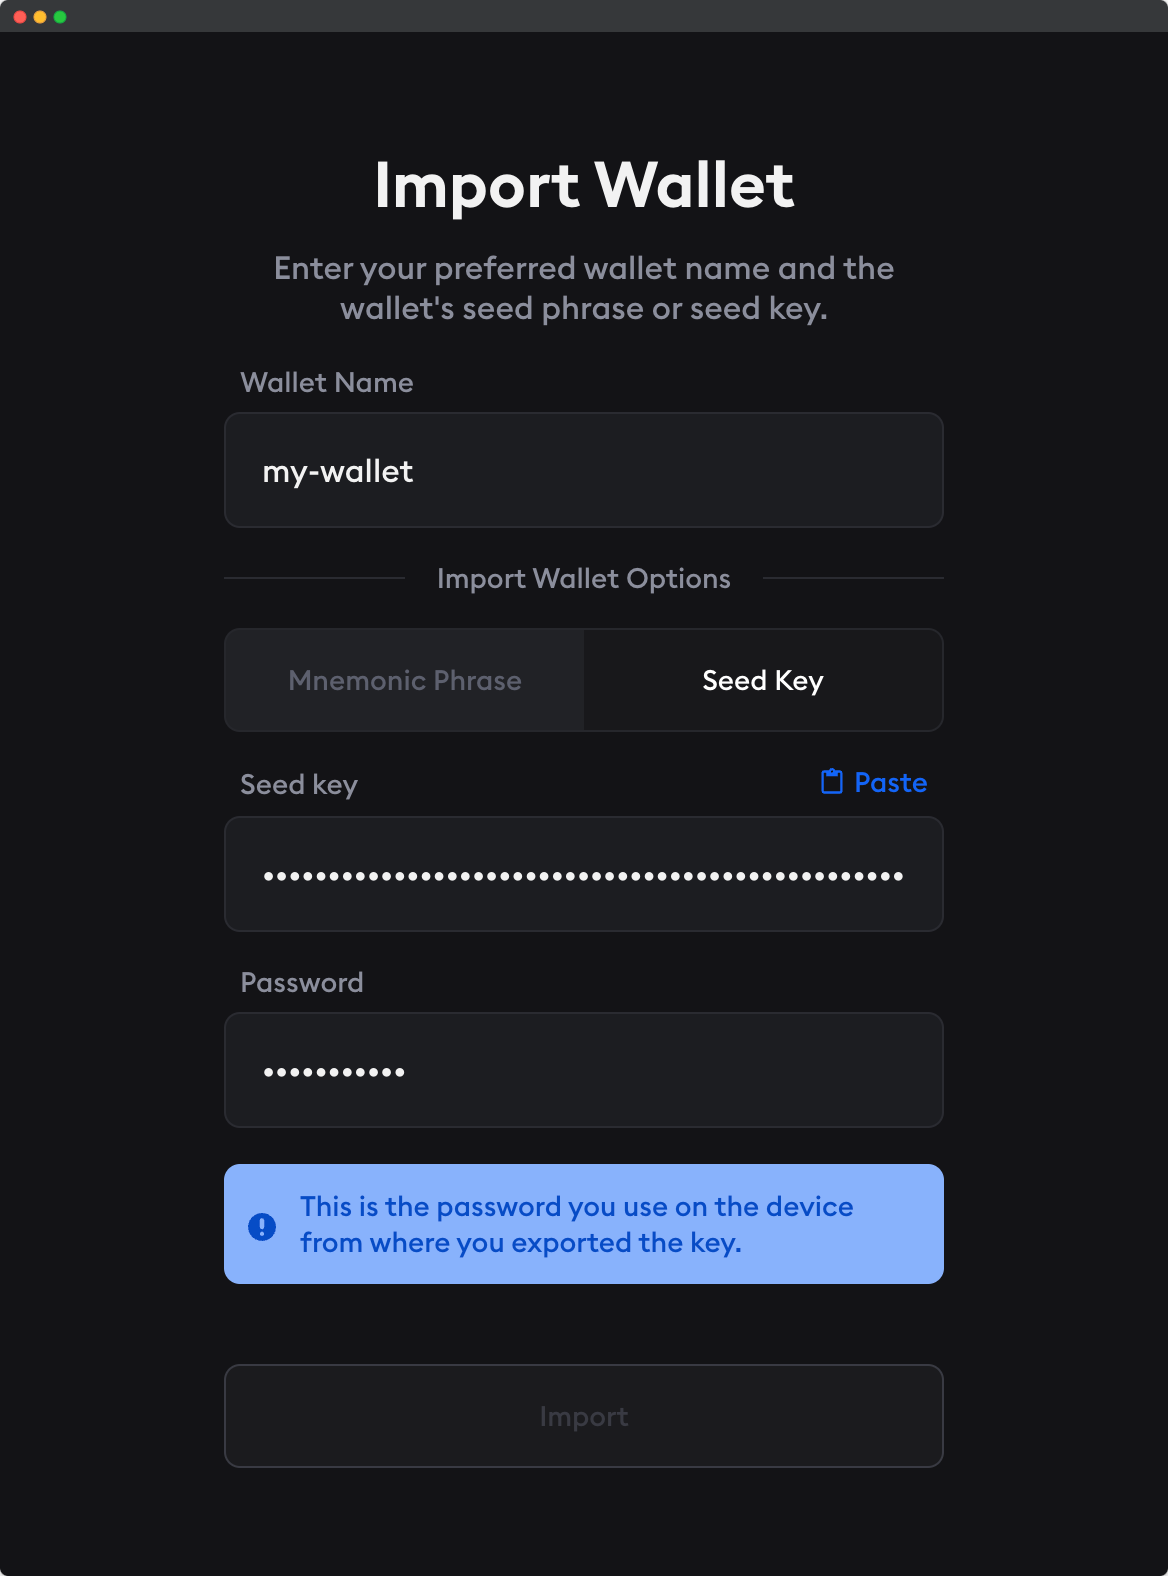 Import Wallet
Enter your preferred wallet name and the
wallet's seed phrase or seed key.
Wallet Name
my-wallet
Import Wallet Options
Mnemonic Phrase
Seed Key
Seed key
Paste
•••••••••••••••••••••••••••••••••••••••••••••••••
Password
•••••••••••
This is the password you use on the device
from where you exported the key.
Import